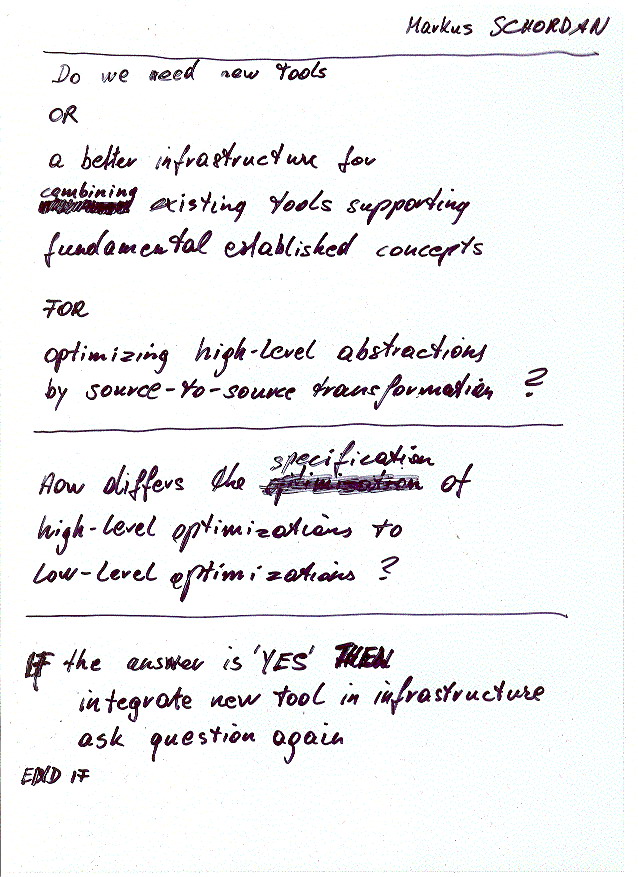 Markus SCHORDAN
Do we need new tools
OR
a better infrastructure for
combining
existing tools supporting
fundamental established concepts
FOR
optimizing high-level abstractions
by source-to-source transformation ?
specification
How differs the optimization of
high-level optimizations to
low-level optimizations ?
IF the answer is 'YES' THEN
integrate new tool in infrastructure
ask question again
END IF